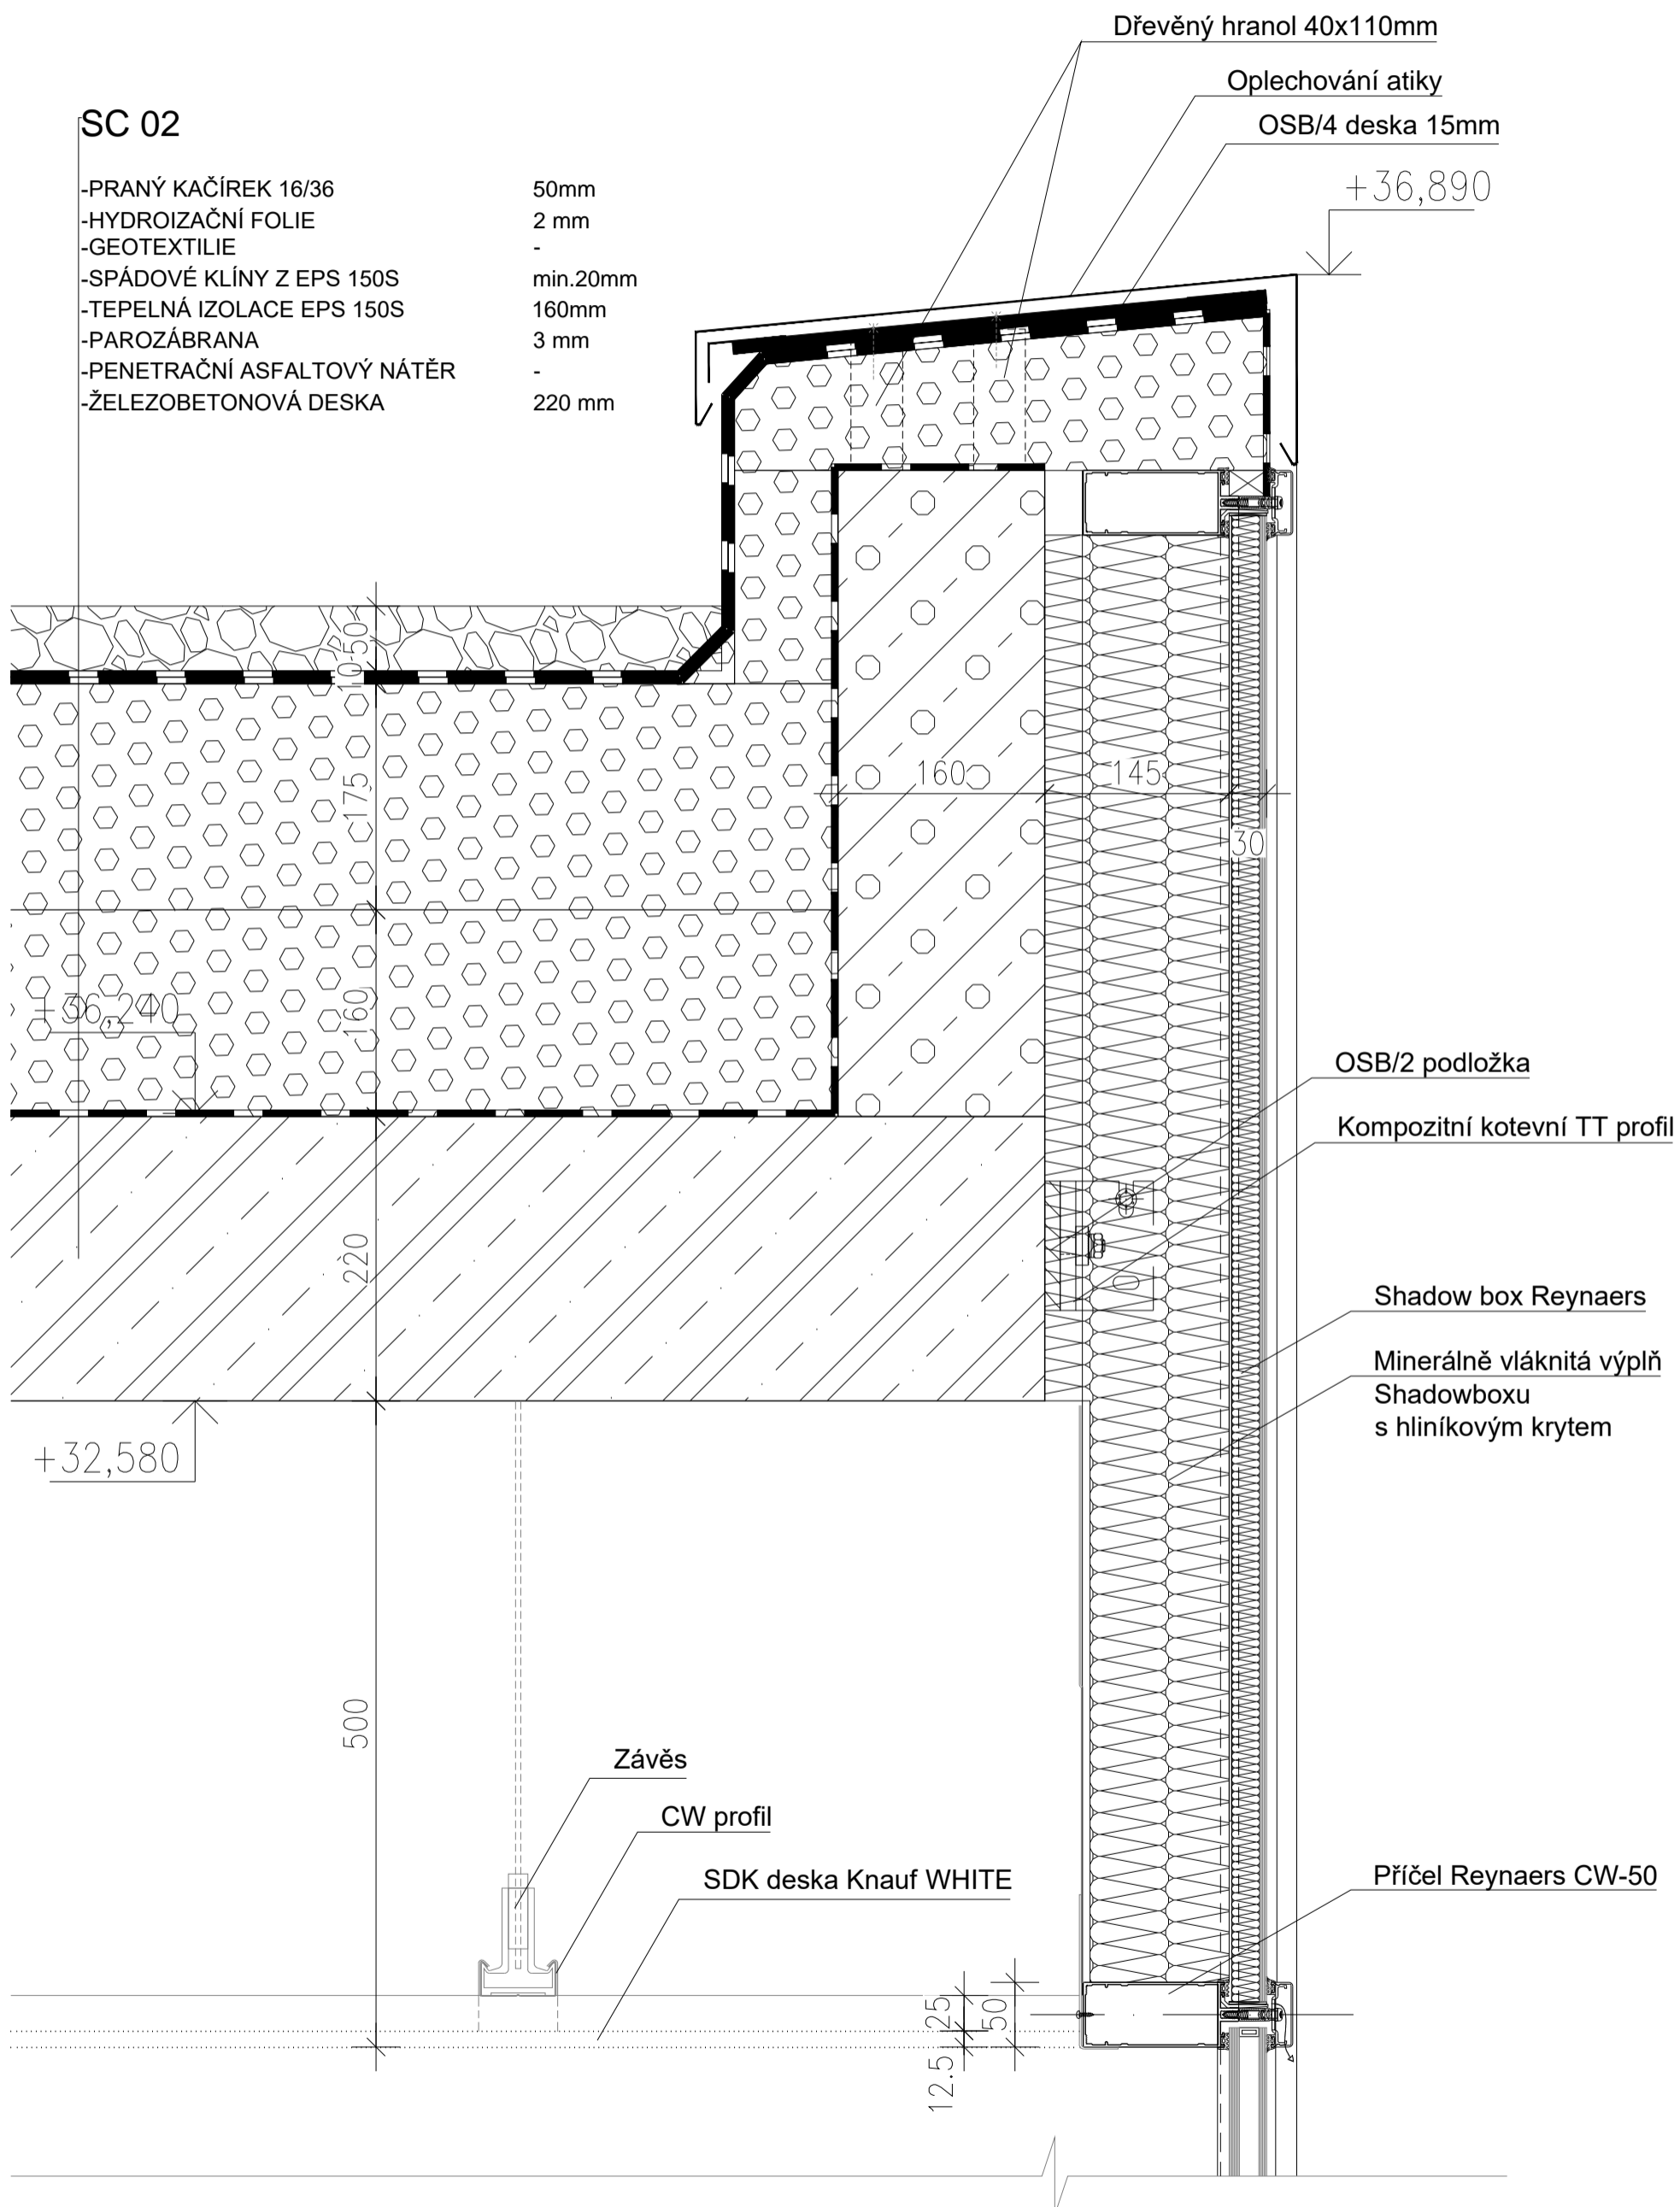 Dřevěný hranol 40x110mm
Oplechování atiky
OSB/4 deska 15mm
+36,890
SC 02
-PRANÝ KAČÍREK 16/36 50mm
-HYDROIZAČNÍ FOLIE 2 mm
-GEOTEXTILIE -
-SPÁDOVÉ KLÍNY Z EPS 150S min.20mm
-TEPELNÁ IZOLACE EPS 150S 160mm
-PAROZÁBRANA 3 mm
-PENETRAČNÍ ASFALTOVÝ NÁTĚR -
-ŽELEZOBETONOVÁ DESKA 220 mm
50
10
175
160
145
30
160
+36,240
OSB/2 podložka
Kompozitní kotevní TT profil
220
Shadow box Reynaers
Minerálně vláknitá výplň
Shadowboxu
s hliníkovým krytem
+32,580
500
Závěs
CW profil
SDK deska Knauf WHITE
Příčel Reynaers CW-50
25
50
12.5